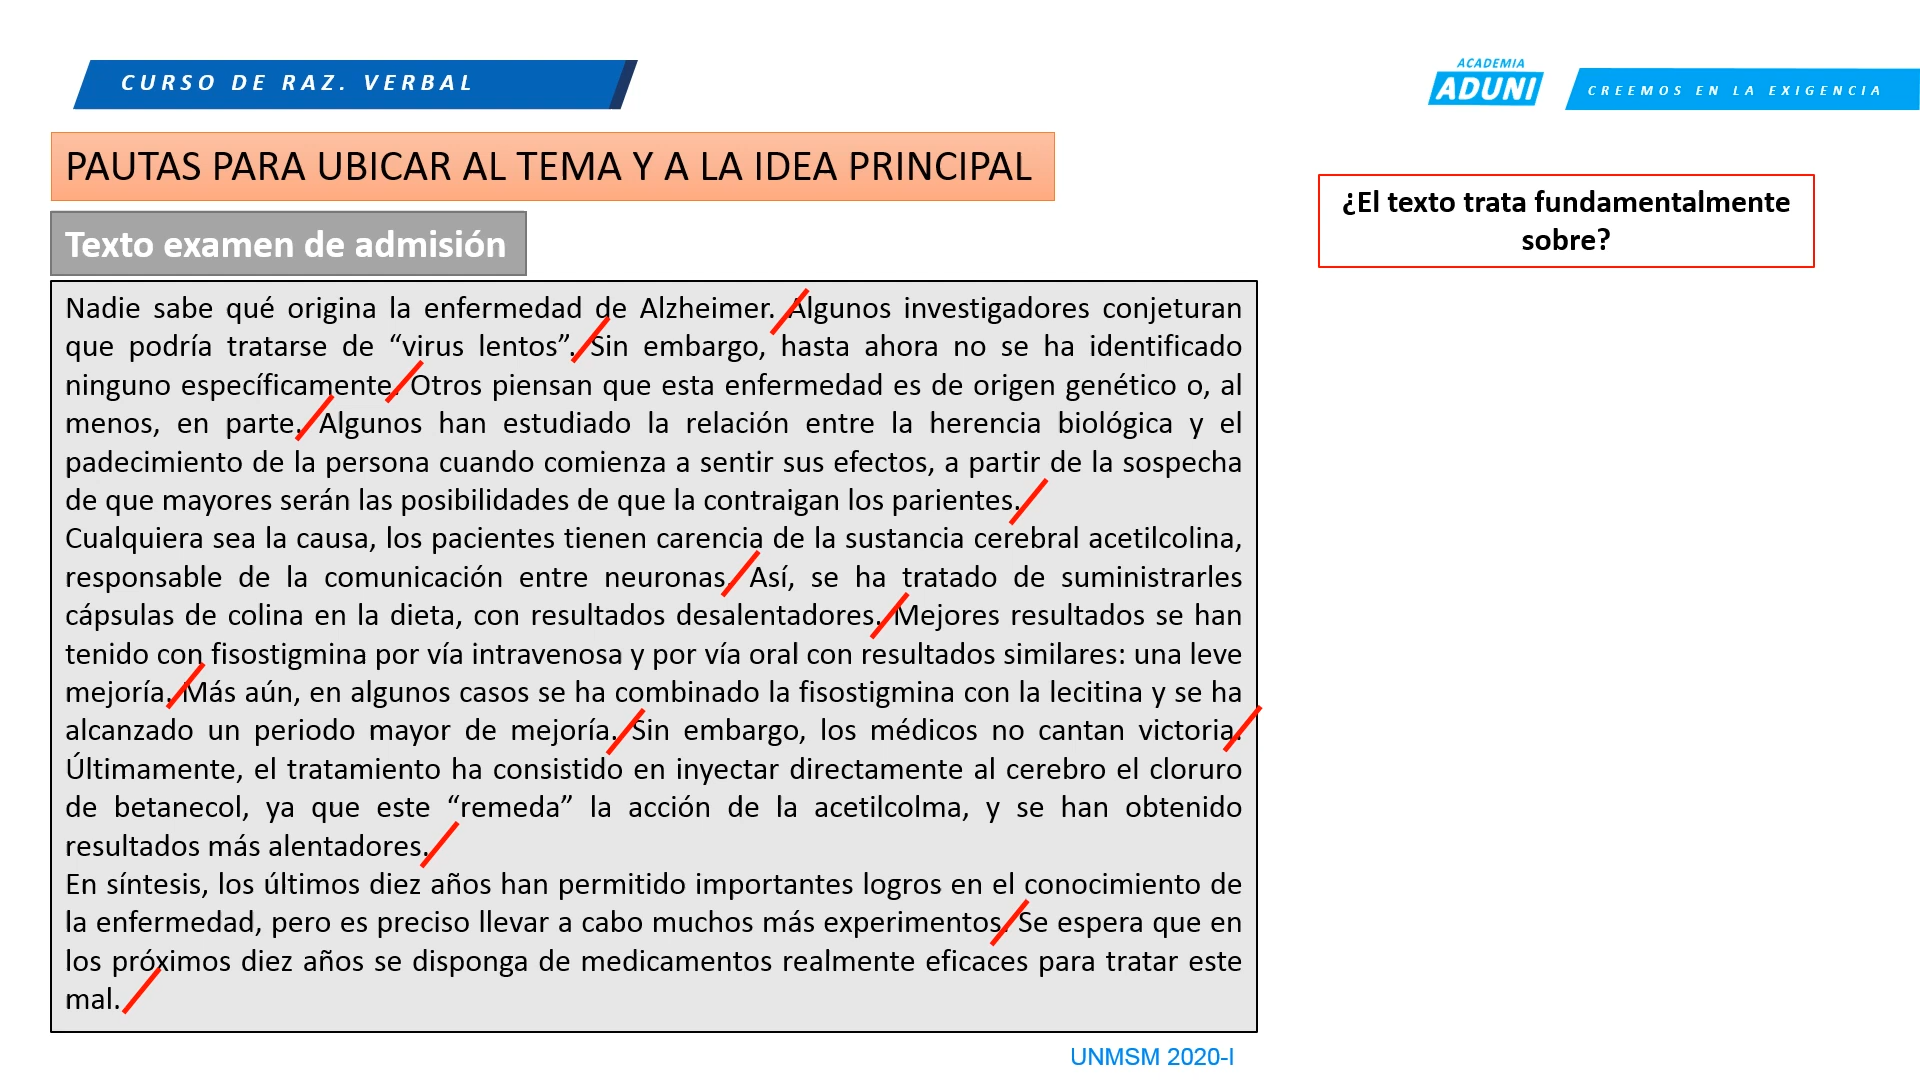 CURSO DE RAZ. VERBAL
ACADEMIA
ADUNI
CREEMOS EN LA EXIGENCIA
PAUTAS PARA UBICAR AL TEMA Y A LA IDEA PRINCIPAL
¿El texto trata fundamentalmente
sobre?
Texto examen de admisión
Nadie sabe qué origina la enfermedad de Alzheimer. Algunos investigadores conjeturan
que podría tratarse de “virus lentos”. Sin embargo, hasta ahora no se ha identificado
ninguno específicamente. Otros piensan que esta enfermedad es de origen genético o, al
menos, en parte. Algunos han estudiado la relación entre la herencia biológica y el
padecimiento de la persona cuando comienza a sentir sus efectos, a partir de la sospecha
de que mayores serán las posibilidades de que la contraigan los parientes.
Cualquiera sea la causa, los pacientes tienen carencia de la sustancia cerebral acetilcolina,
responsable de la comunicación entre neuronas. Así, se ha tratado de suministrarles
cápsulas de colina en la dieta, con resultados desalentadores. Mejores resultados se han
tenido con fisostigmina por vía intravenosa y por vía oral con resultados similares: una leve
mejoría. Más aún, en algunos casos se ha combinado la fisostigmina con la lecitina y se ha
alcanzado un periodo mayor de mejoría. Sin embargo, los médicos no cantan victoria.
Últimamente, el tratamiento ha consistido en inyectar directamente al cerebro el cloruro
de betanecol, ya que este “remeda” la acción de la acetilcolma, y se han obtenido
resultados más alentadores.
En síntesis, los últimos diez años han permitido importantes logros en el conocimiento de
la enfermedad, pero es preciso llevar a cabo muchos más experimentos. Se espera que en
los próximos diez años se disponga de medicamentos realmente eficaces para tratar este
mal.
UNMSM 2020-I